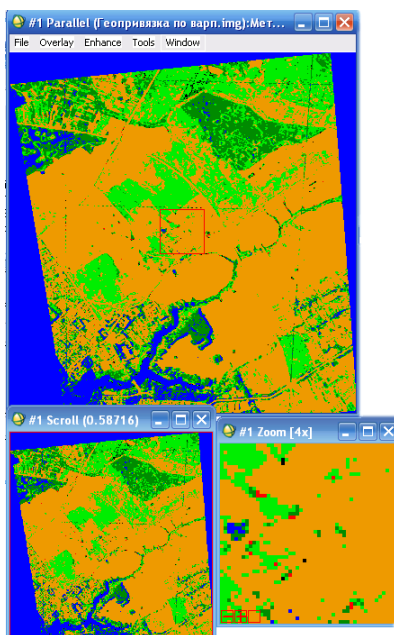 #1 Parallel (Геопривязка по варп.img):Мет...
File Overlay Enhance Tools Window
#1 Scroll (0.58716)
#1 Zoom [4x]